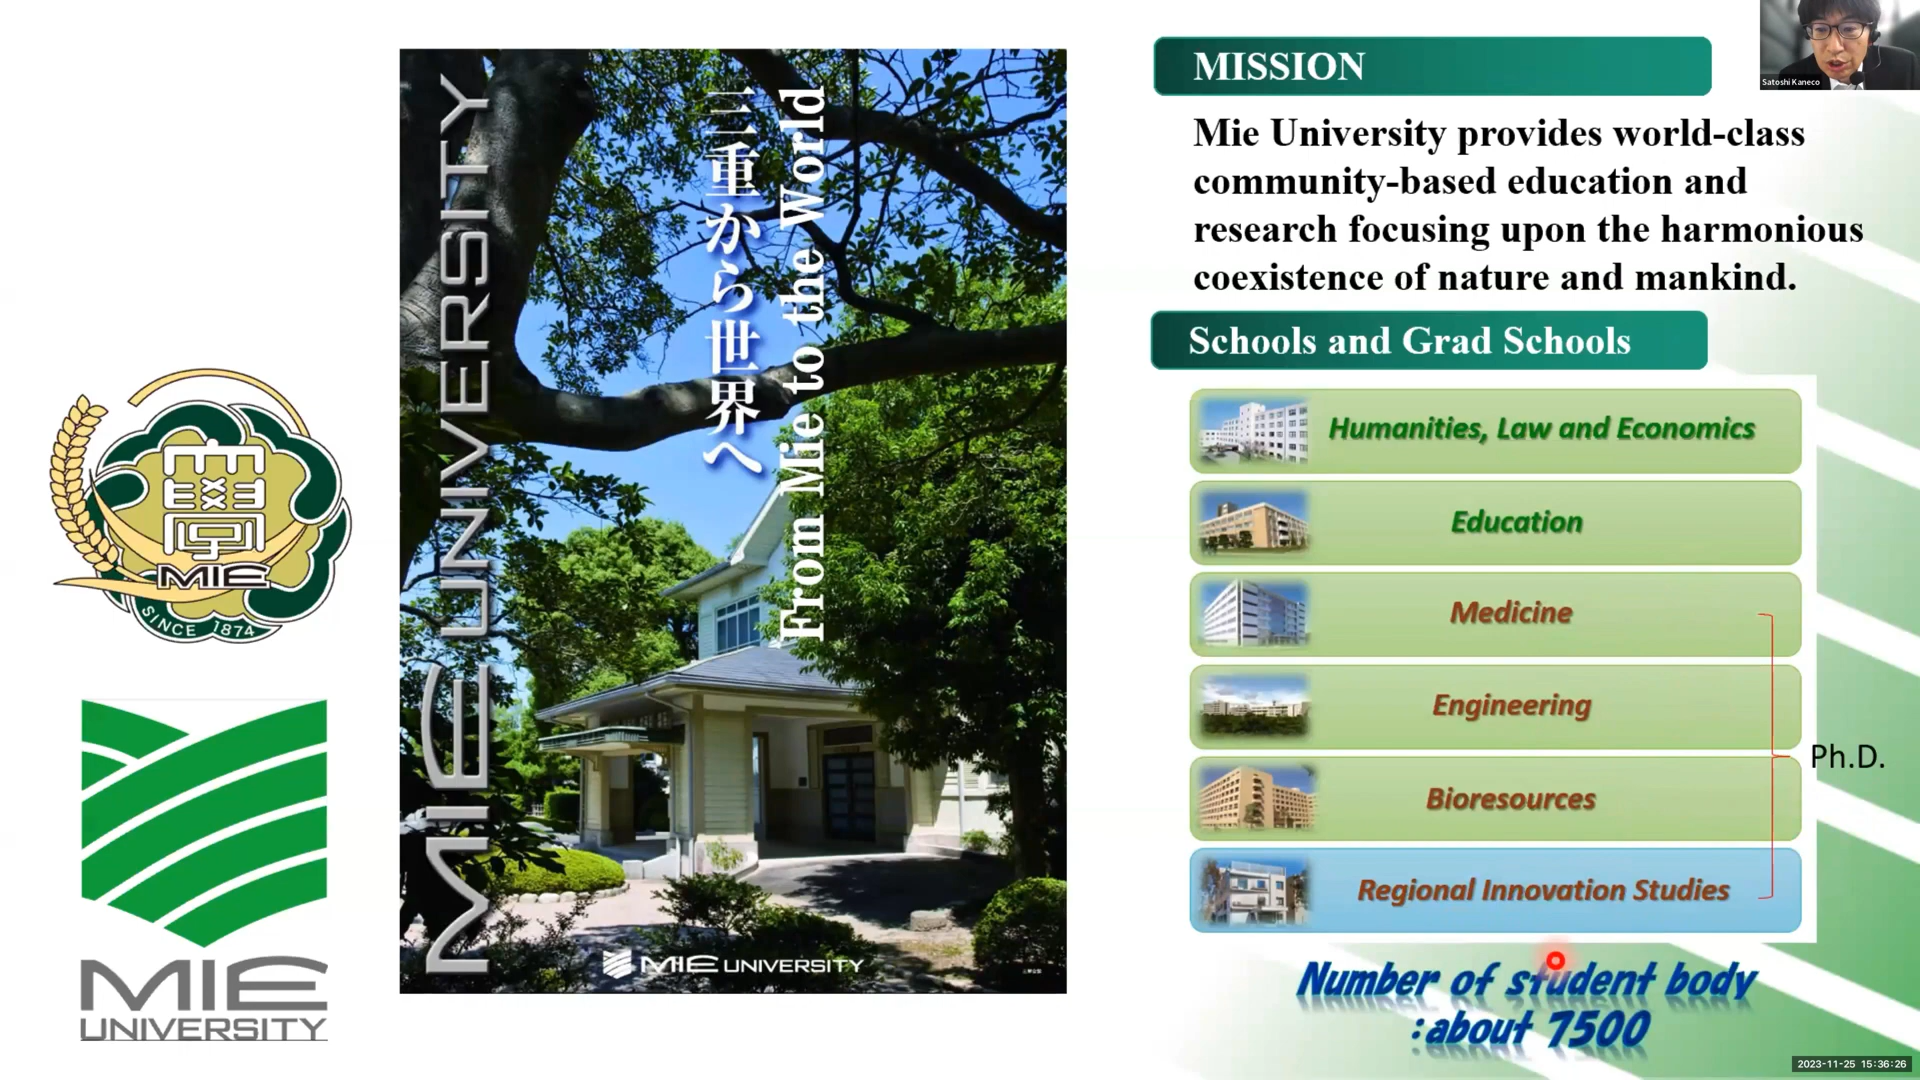 MISSION
Satoshi Kaneco
Mie University provides world-class
community-based education and
research focusing upon the harmonious
coexistence of nature and mankind.
Schools and Grad Schools
Humanities, Law and Economics
Education
Medicine
Engineering
Bioresources
Regional Innovation Studies
Ph.D.
Number of student body
:about 7500
MIE UNIVERSITY
三重から世界へ
From Mie to the World
MIE UNIVERSITY
學
MIE
SINCE 1874
MIE
UNIVERSITY
2023-11-25 15:36:26